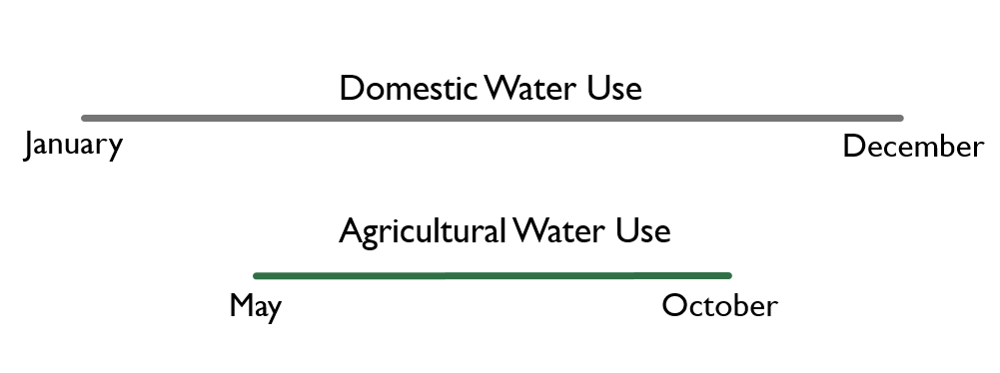 Domestic Water Use
January
December
Agricultural Water Use
May
October